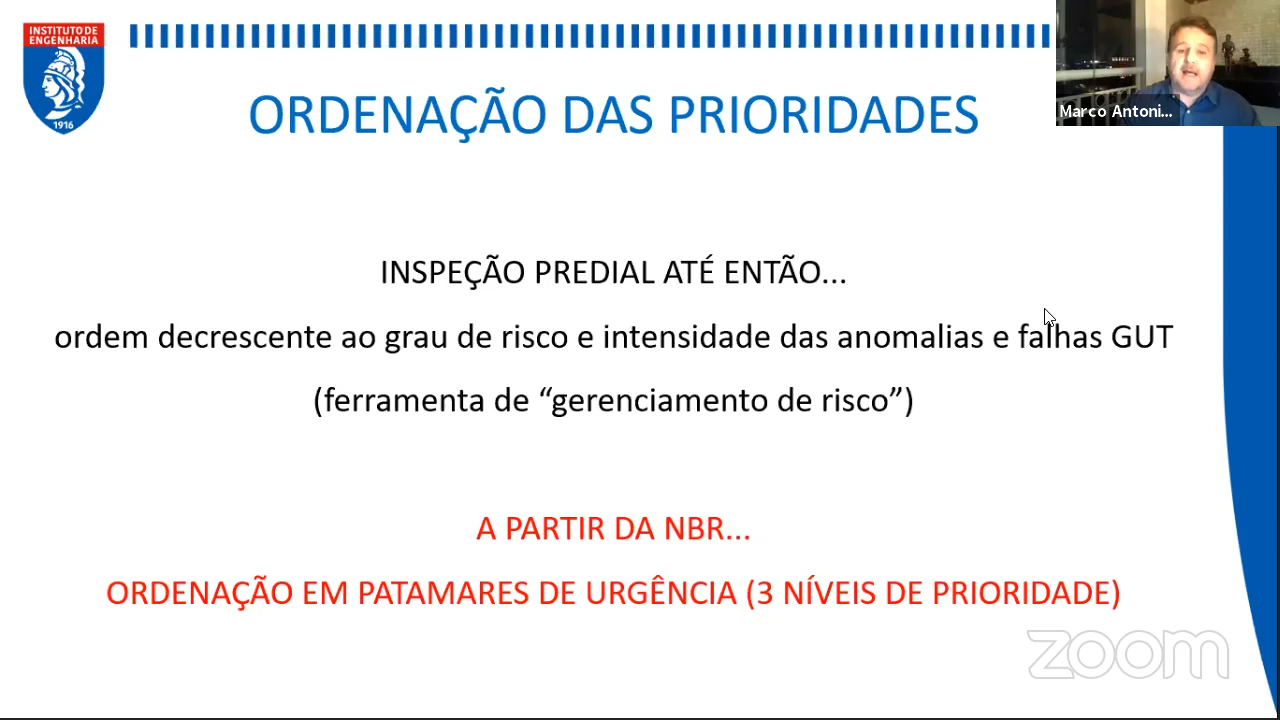 INSTITUTO DE
ENGENHARIA
1916
Marco Antoni...
ORDENAÇÃO DAS PRIORIDADES
INSPEÇÃO PREDIAL ATÉ ENTÃO...
ordem decrescente ao grau de risco e intensidade das anomalias e falhas GUT
(ferramenta de “gerenciamento de risco”)
A PARTIR DA NBR...
ORDENAÇÃO EM PATAMARES DE URGÊNCIA (3 NÍVEIS DE PRIORIDADE)
zoom